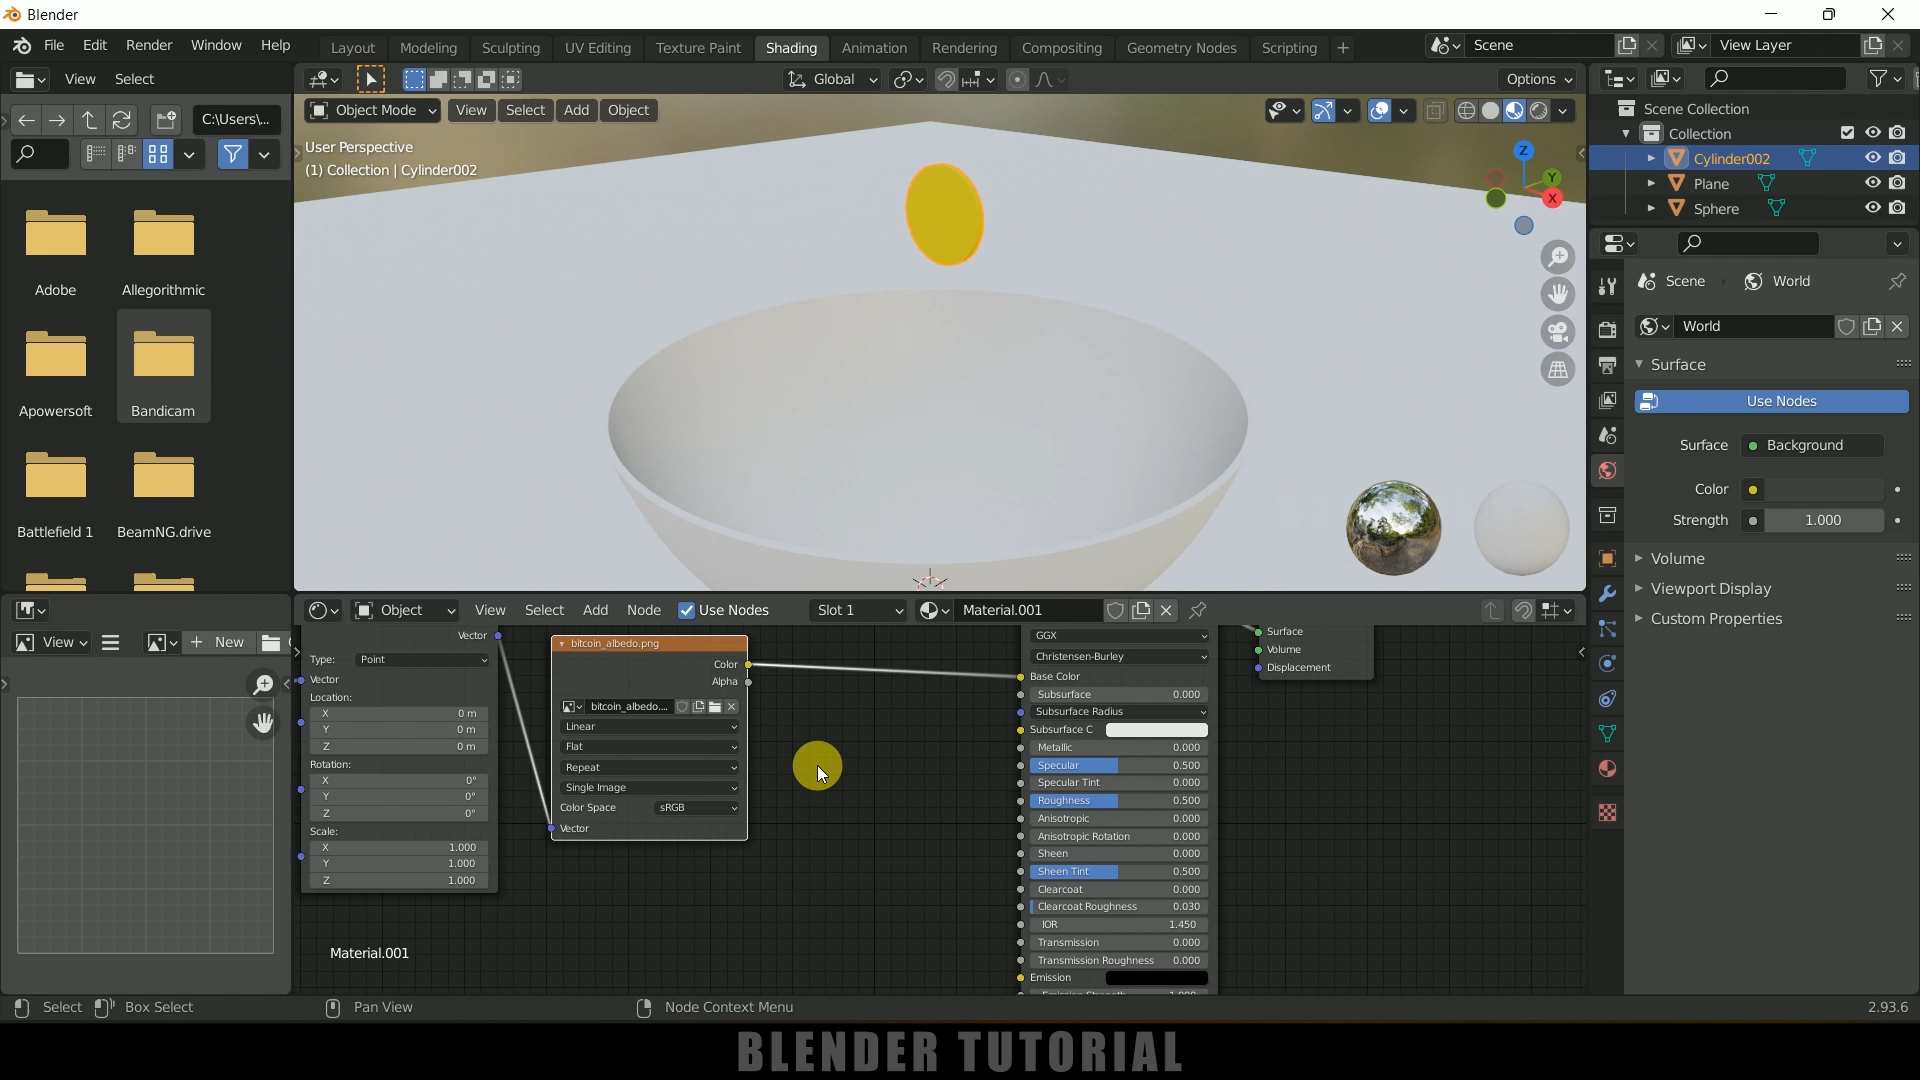 Blender
File Edit Render Window Help Layout Modeling Sculpting UV Editing Texture Paint Shading Animation Rendering Compositing Geometry Nodes Scripting + Scene View Layer
View Select Global Options
C:\Users\...
Object Mode View Select Add Object
User Perspective
(1) Collection | Cylinder002
Z
Y
X
Adobe Allegorithmic
Apowersoft Bandicam
Battlefield 1 BeamNG.drive
Scene Collection
Collection
Cylinder002
Plane
Sphere
Scene World
World
Surface
Use Nodes
Surface Background
Color
Strength 1.000
Volume
Viewport Display
Custom Properties
View + New
Object View Select Add Node Use Nodes Slot 1 Material.001
Vector
Type: Point
Vector
Location:
X 0 m
Y 0 m
Z 0 m
Rotation:
X 0°
Y 0°
Z 0°
Scale:
X 1.000
Y 1.000
Z 1.000
bitcoin_albedo.png
Color
Alpha
bitcoin_albedo....
Linear
Flat
Repeat
Single Image
Color Space sRGB
Vector
GGX
Christensen-Burley
Base Color
Subsurface 0.000
Subsurface Radius
Subsurface C
Metallic 0.000
Specular 0.500
Specular Tint 0.000
Roughness 0.500
Anisotropic 0.000
Anisotropic Rotation 0.000
Sheen 0.000
Sheen Tint 0.500
Clearcoat 0.000
Clearcoat Roughness 0.030
IOR 1.450
Transmission 0.000
Transmission Roughness 0.000
Emission
Surface
Volume
Displacement
Material.001
Select Box Select Pan View Node Context Menu 2.93.6
BLENDER TUTORIAL